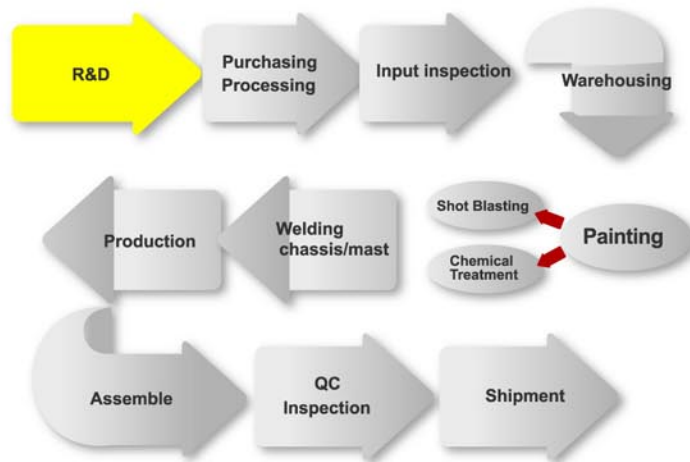 R&D
Purchasing
Processing
Input inspection
Warehousing
Painting
Shot Blasting
Chemical
Treatment
Welding
chassis/mast
Production
Assemble
QC
Inspection
Shipment